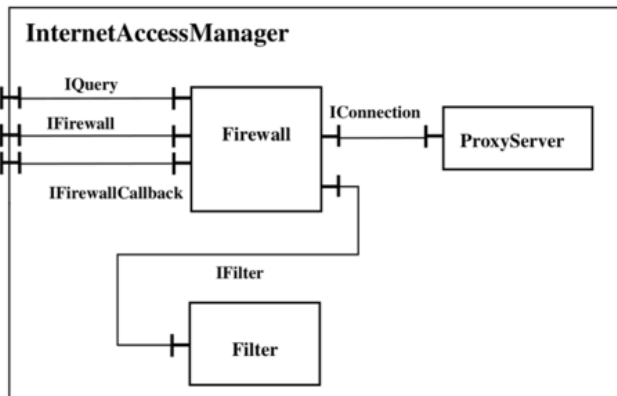 InternetAccessManager
IQuery
IFirewall
IFirewallCallback
Firewall
IConnection
ProxyServer
IFilter
Filter